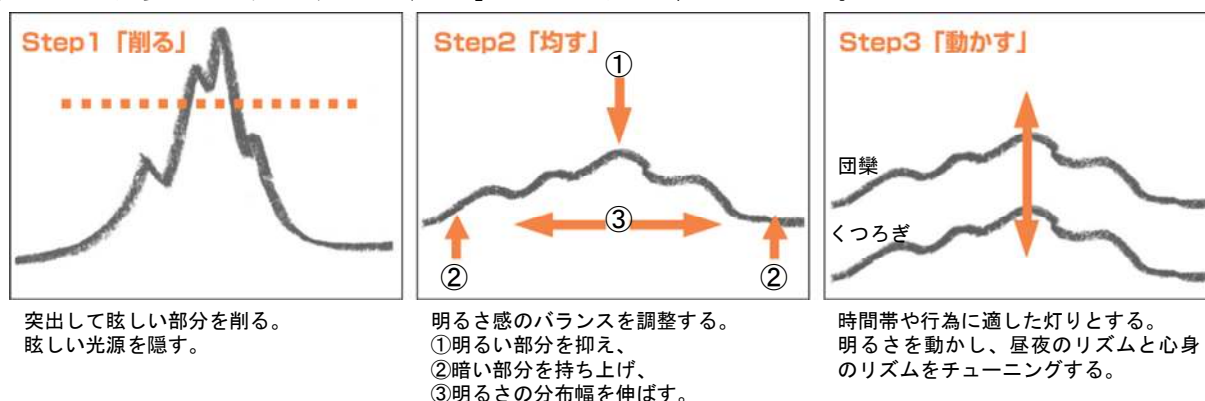 Step1「削る」
突出して眩しい部分を削る。
眩しい光源を隠す。
Step2「均す」
①
③
②
②
明るさ感のバランスを調整する。
①明るい部分を抑え、
②暗い部分を持ち上げ、
③明るさの分布幅を伸ばす。
Step3「動かす」
団欒
くつろぎ
時間帯や行為に適した灯りとする。
明るさを動かし、昼夜のリズムと心身
のリズムをチューニングする。